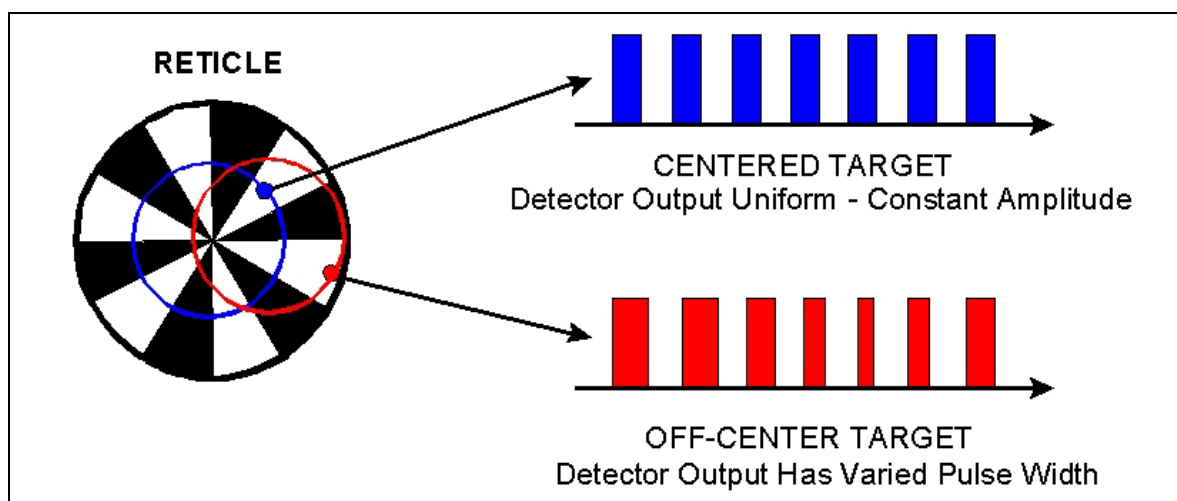 RETICLE
CENTERED TARGET
Detector Output Uniform - Constant Amplitude
OFF-CENTER TARGET
Detector Output Has Varied Pulse Width